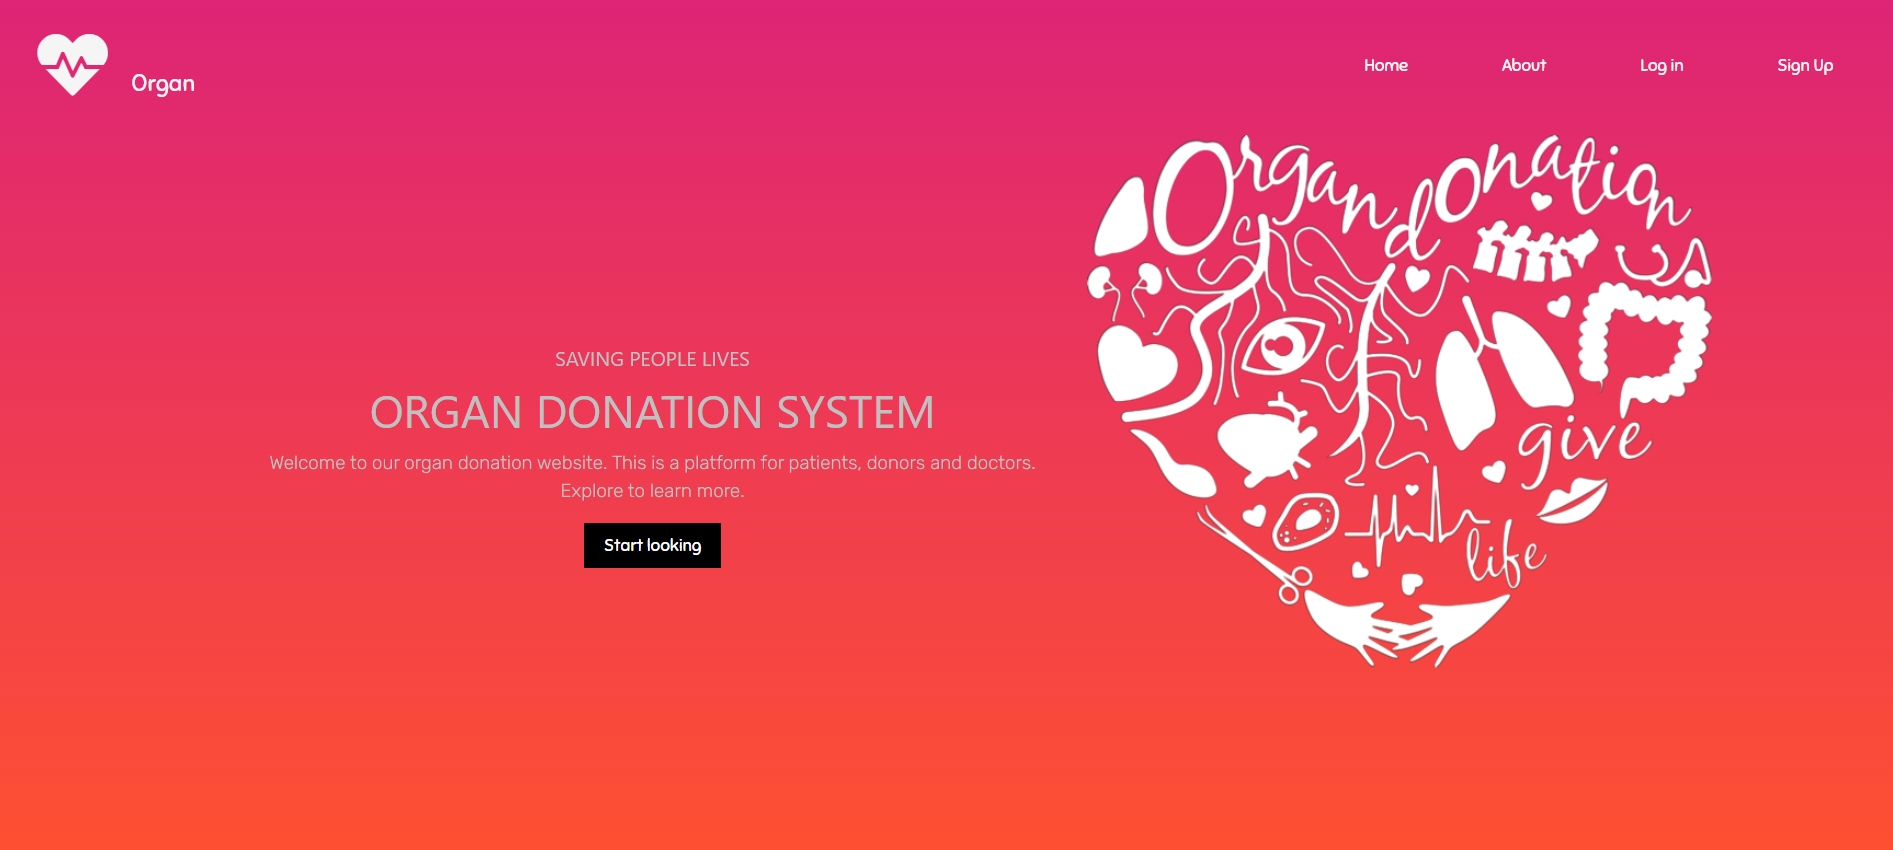 Organ
Home
About
Log in
Sign Up
Organ donation
SAVING PEOPLE LIVES
ORGAN DONATION SYSTEM
Welcome to our organ donation website. This is a platform for patients, donors and doctors.
Explore to learn more.
Start looking
give
life